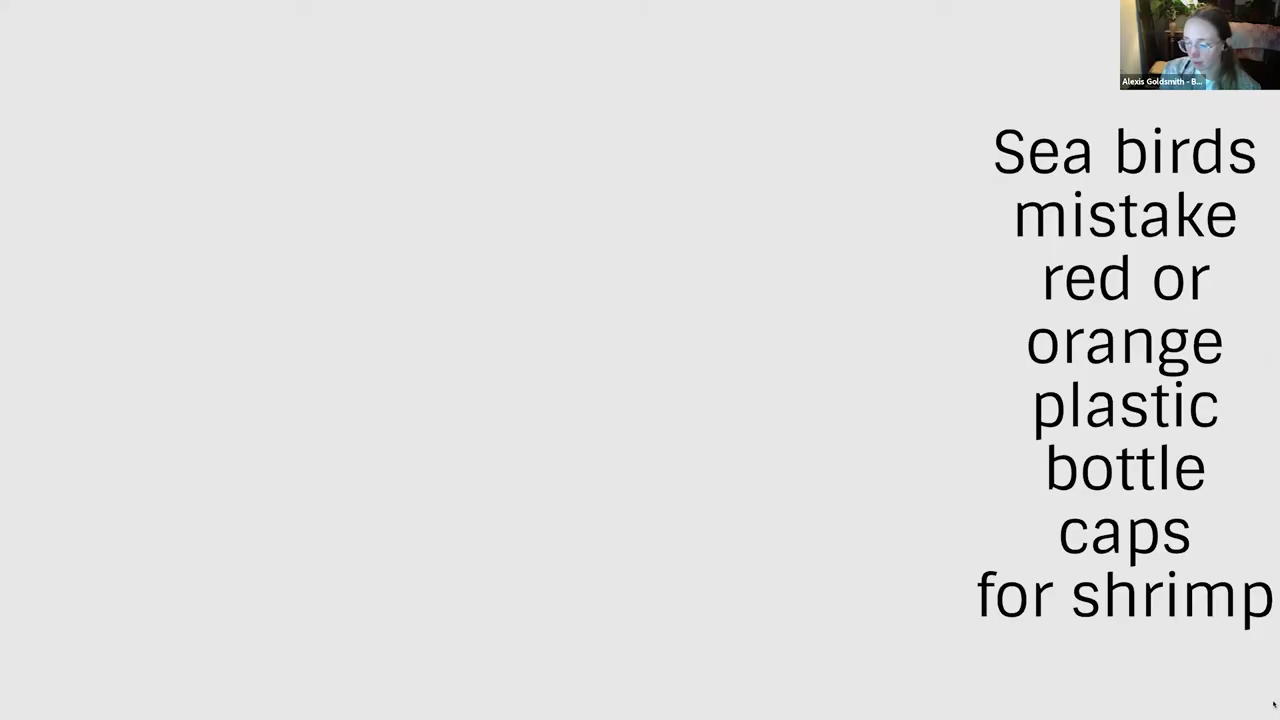 Alexis Goldsmith - B...
Sea birds
mistake
red or
orange
plastic
bottle
caps
for shrimp